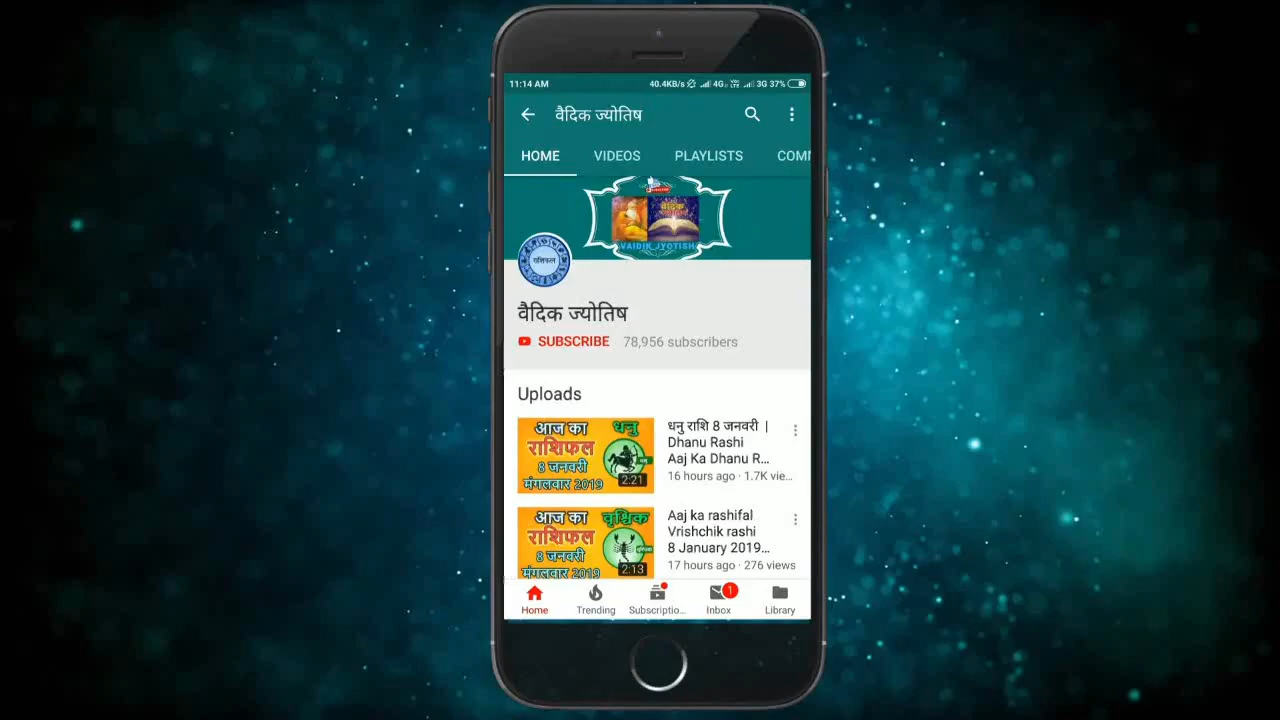 11:14 AM
40.4KB/s 4G VoLTE 3G 37%
वैदिक ज्योतिष
HOME VIDEOS PLAYLISTS COMM
वैदिक
VAIDIK JYOTISH
राशिफल
वैदिक ज्योतिष
SUBSCRIBE 78,956 subscribers
Uploads
आज का धनु
राशिफल
8 जनवरी
मंगलवार 2019
2:21
धनु राशि 8 जनवरी |
Dhanu Rashi
Aaj Ka Dhanu R...
16 hours ago · 1.7K vie...
आज का वृश्चिक
राशिफल
8 जनवरी
मंगलवार 2019
2:13
Aaj ka rashifal
Vrishchik rashi
8 January 2019...
17 hours ago · 276 views
1
Home Trending Subscriptio... Inbox Library